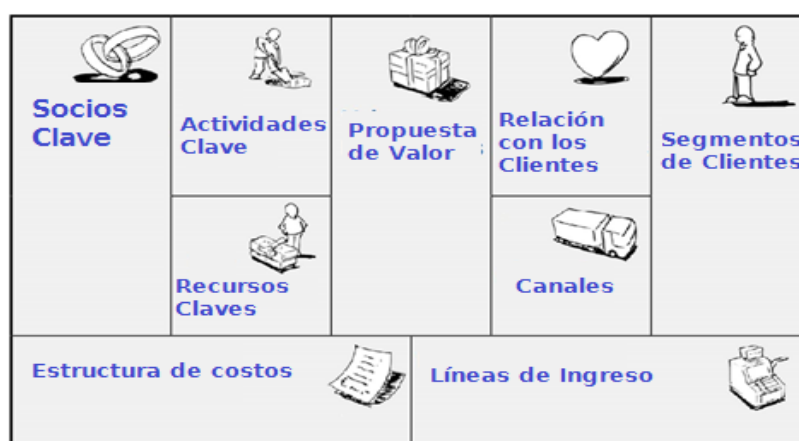 Socios
Clave
Actividades
Clave
Propuesta
de Valor
Relación
con los
Clientes
Segmentos
de Clientes
Recursos
Claves
Canales
Estructura de costos
Líneas de Ingreso